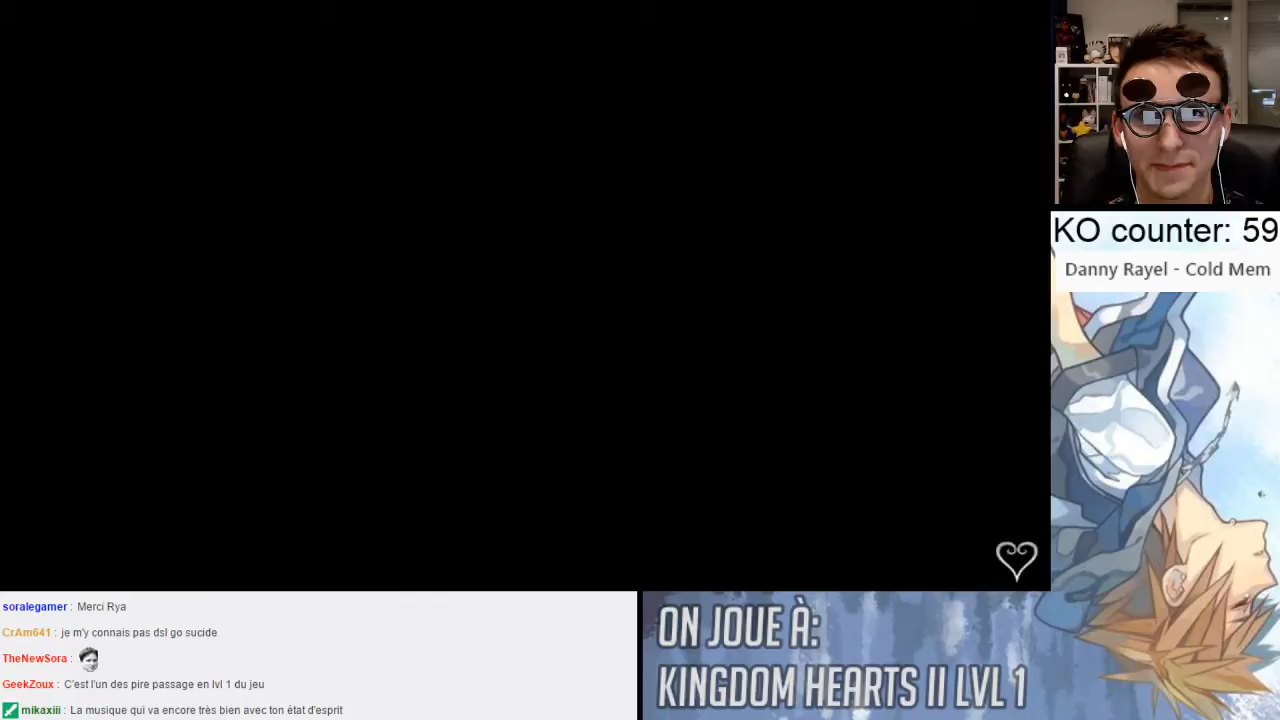 KO counter: 59
Danny Rayel - Cold Mem
soralegamer : Merci Rya
CrAm641 : je m'y connais pas dsl go sucide
TheNewSora :
GeekZoux : C'est l'un des pire passage en lvl 1 du jeu
mikaxiii : La musique qui va encore très bien avec ton état d'esprit
ON JOUE À:
KINGDOM HEARTS II LVL 1